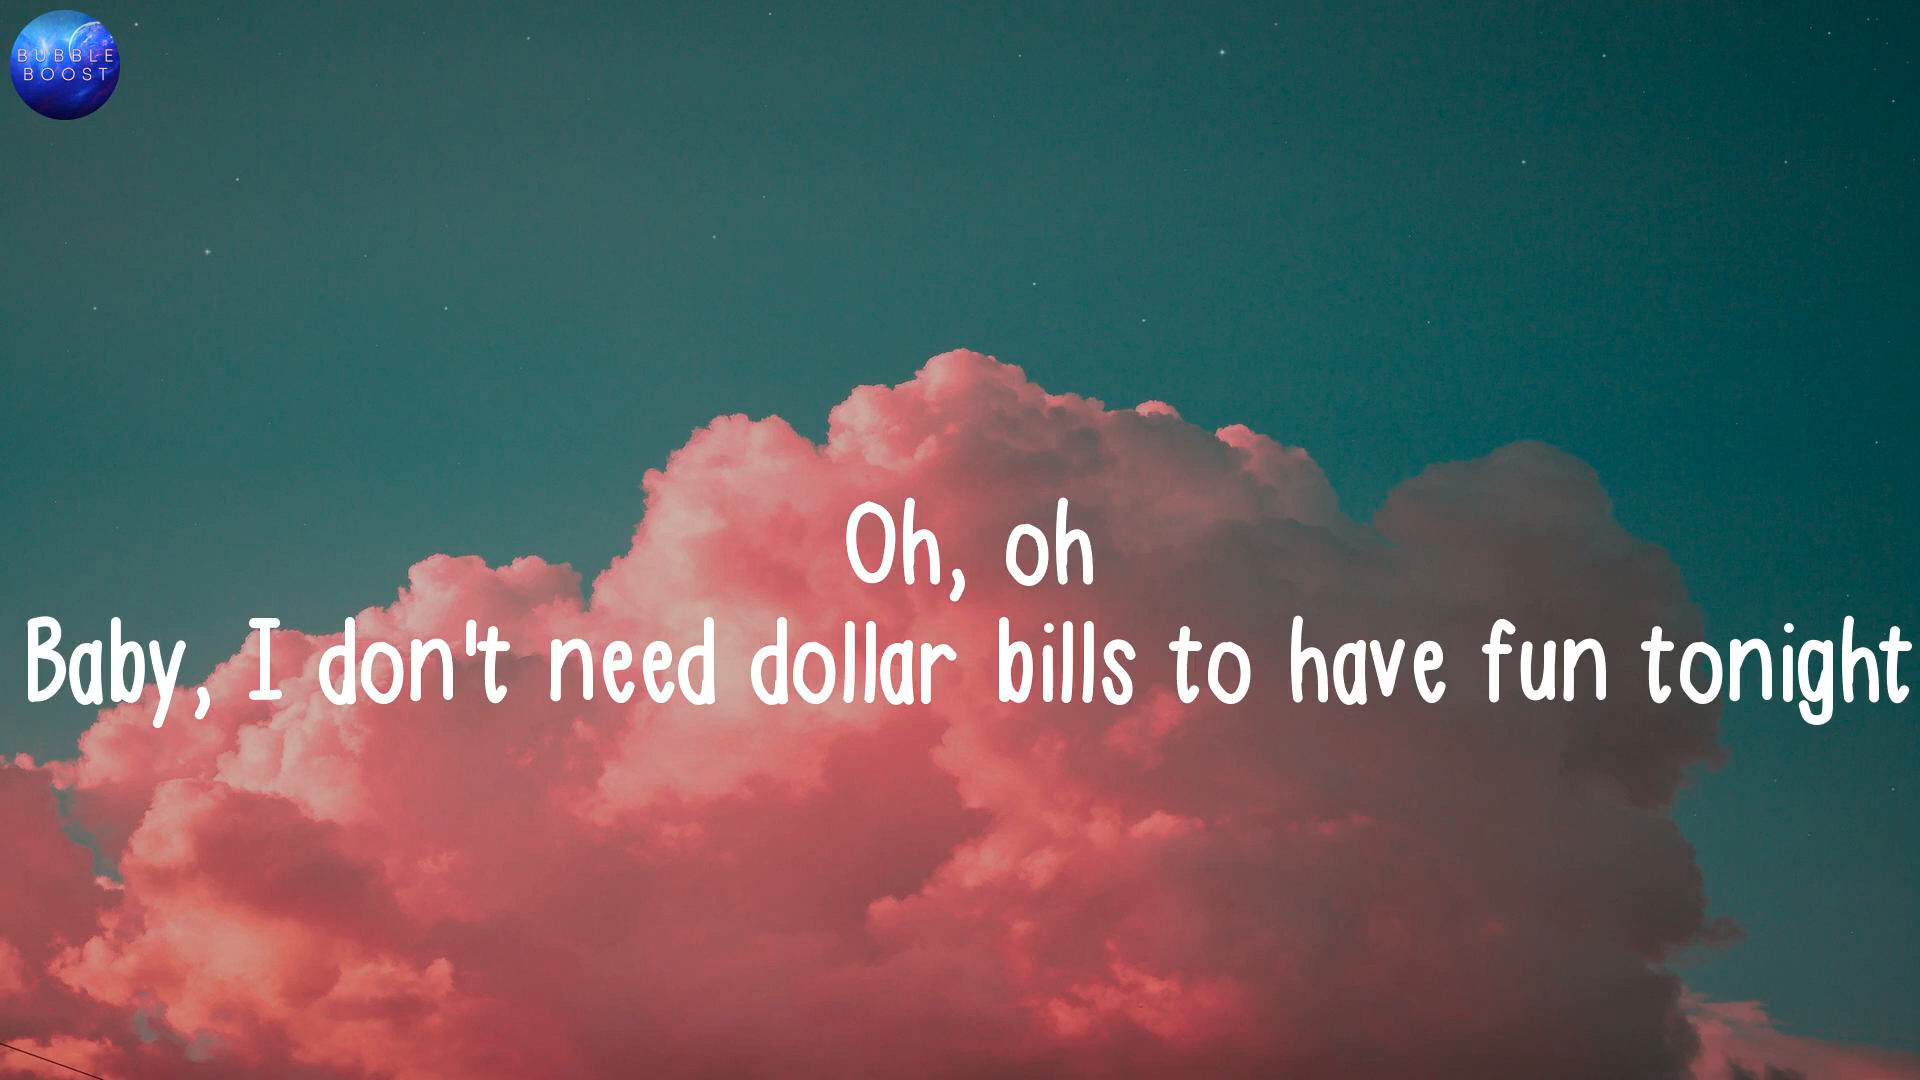 BUBBLE
BOOST
Oh, oh
Baby, I don't need dollar bills to have fun tonight